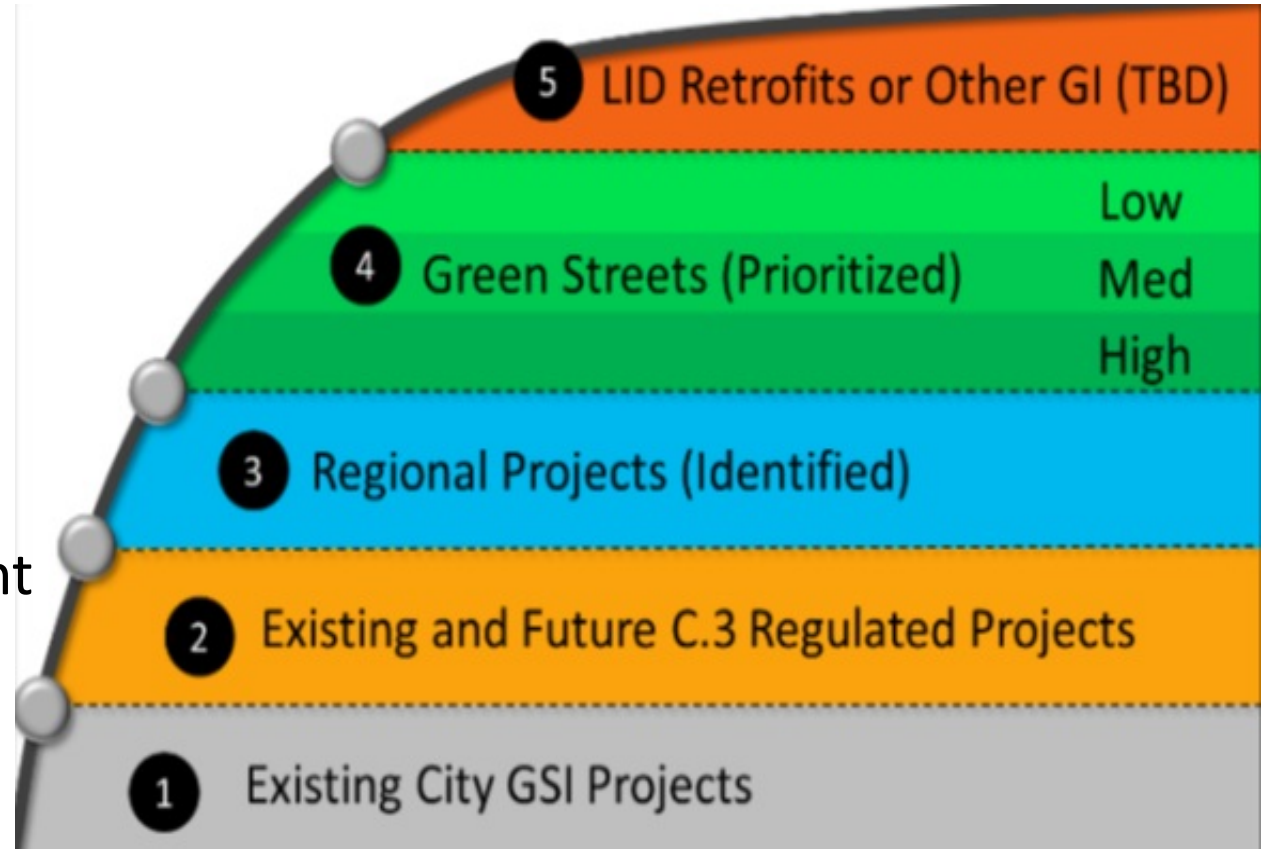 5 LID Retrofits or Other GI (TBD)
Low
4 Green Streets (Prioritized) Med
High
3 Regional Projects (Identified)
nt
2 Existing and Future C.3 Regulated Projects
1 Existing City GSI Projects